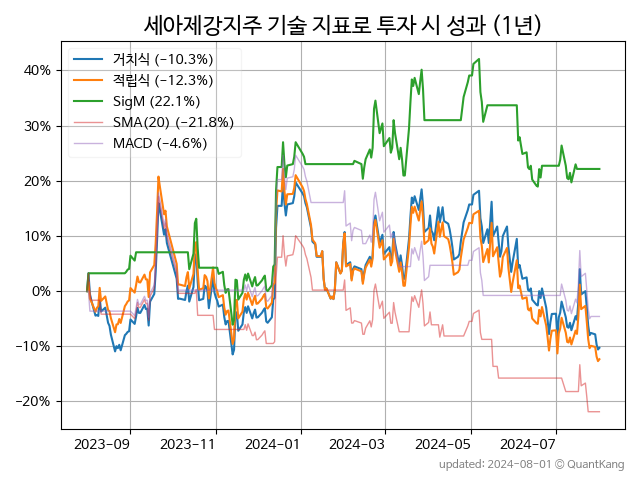 세아제강지주 기술 지표로 투자 시 성과 (1년)
거치식 (−10.3%)
적립식 (−12.3%)
SigM (22.1%)
SMA(20) (−21.8%)
MACD (−4.6%)
40%
30%
20%
10%
0%
−10%
−20%
2023-09 2023-11 2024-01 2024-03 2024-05 2024-07
updated: 2024-08-01 © QuantKang